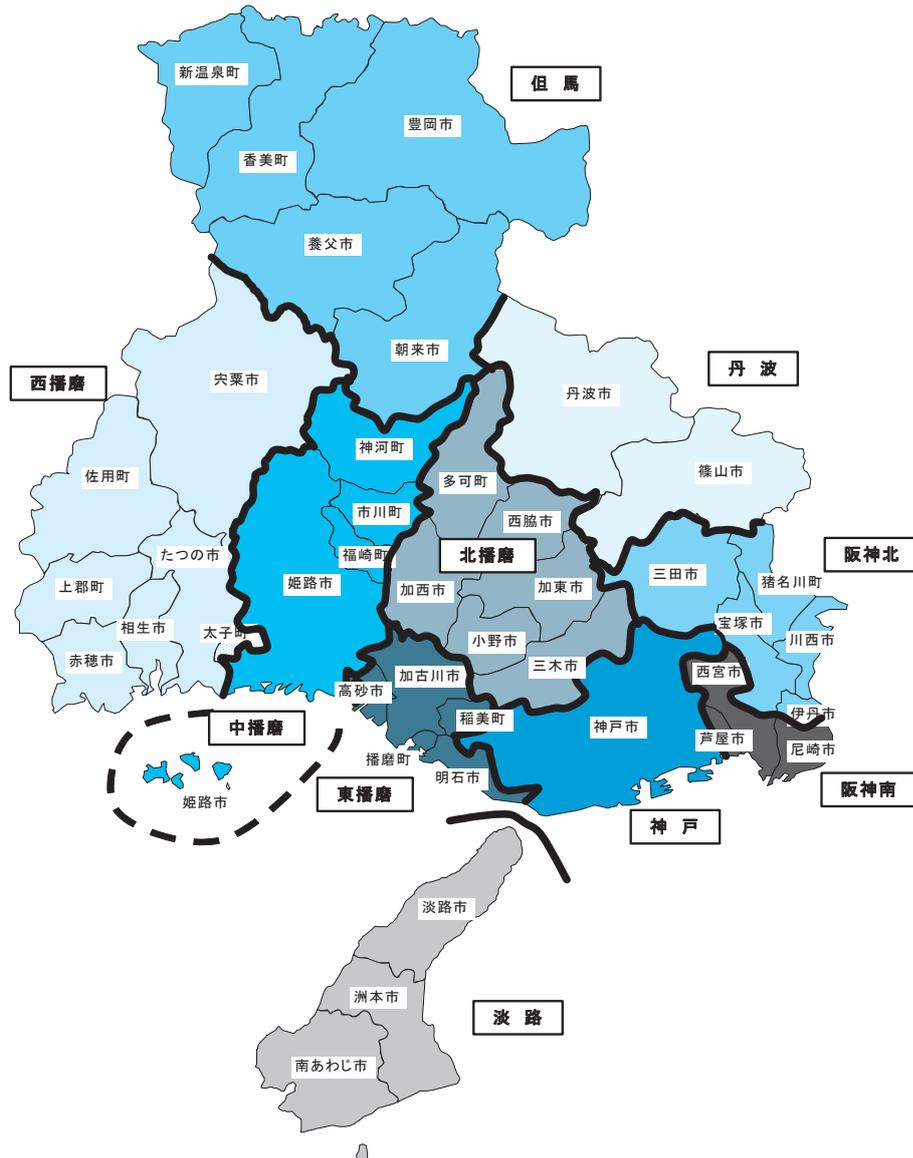 新温泉町
但 馬
豊岡市
香美町
養父市
朝来市
西播磨
宍粟市
丹 波
丹波市
神河町
篠山市
佐用町
多可町
市川町
西脇市
たつの市
福崎町
北播磨
阪神北
姫路市
三田市
猪名川町
上郡町
加西市
加東市
相生市
太子町
宝塚市
川西市
小野市
赤穂市
三木市
加古川市
西宮市
高砂市
伊丹市
稲美町
中播磨
神戸市
芦屋市
尼崎市
播磨町
明石市
阪神南
東播磨
姫路市
神 戸
淡路市
洲本市
淡 路
南あわじ市